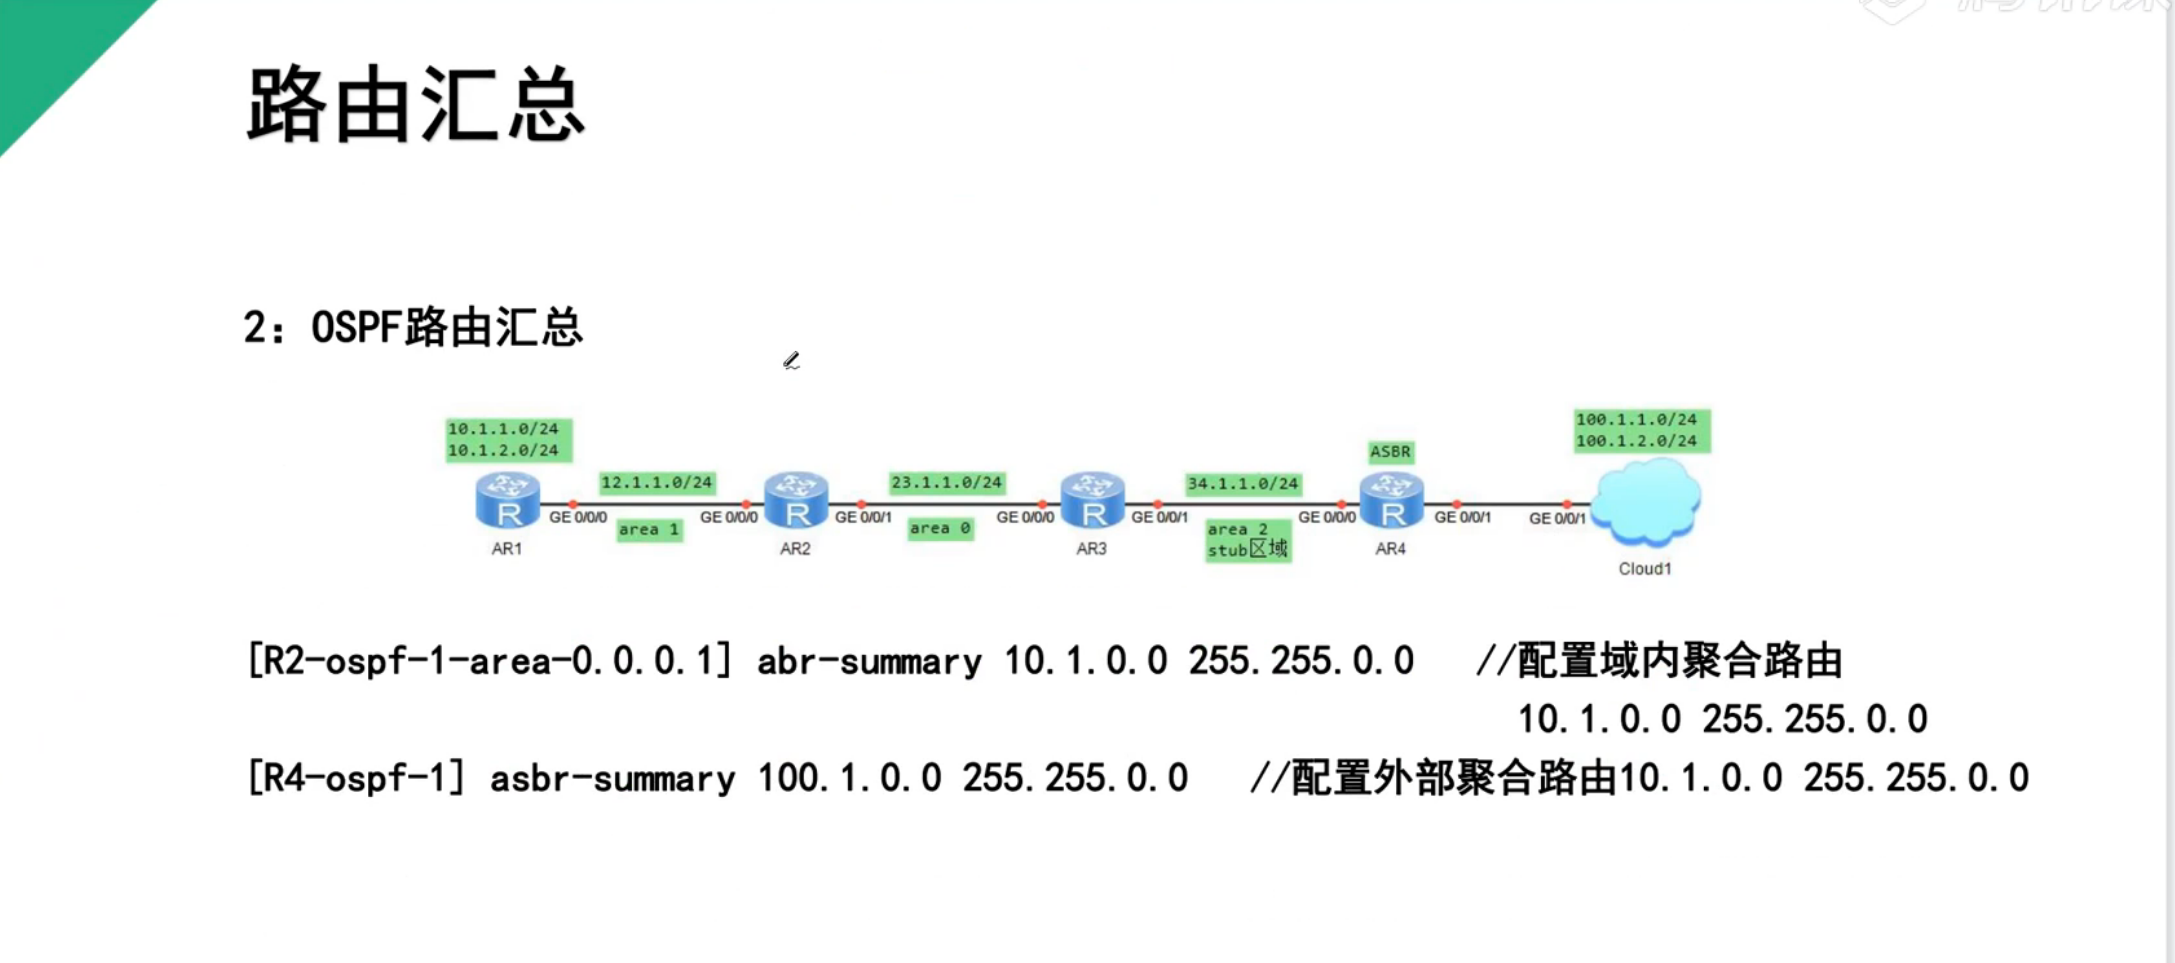 路由汇总
2：OSPF路由汇总
10.1.1.0/24
10.1.2.0/24
12.1.1.0/24
23.1.1.0/24
34.1.1.0/24
ASBR
100.1.1.0/24
100.1.2.0/24
GE 0/0/0
area 1
GE 0/0/0
GE 0/0/1
area 0
GE 0/0/0
GE 0/0/1
area 2
stub区域
GE 0/0/0
GE 0/0/1
GE 0/0/1
AR1
AR2
AR3
AR4
Cloud1
[R2-ospf-1-area-0.0.0.1] abr-summary 10.1.0.0 255.255.0.0 //配置域内聚合路由
10.1.0.0 255.255.0.0
[R4-ospf-1] asbr-summary 100.1.0.0 255.255.0.0 //配置外部聚合路由10.1.0.0 255.255.0.0